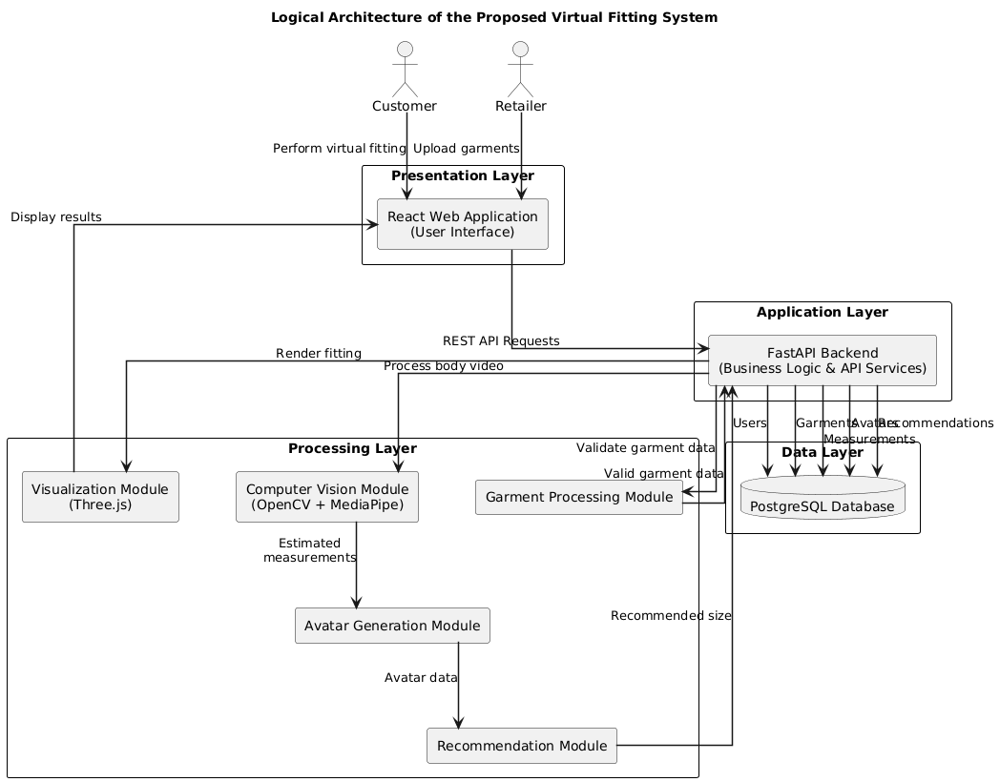 Logical Architecture of the Proposed Virtual Fitting System
Customer
Retailer
Perform virtual fitting
Upload garments
Presentation Layer
React Web Application
(User Interface)
Display results
Application Layer
REST API Requests
FastAPI Backend
(Business Logic & API Services)
Render fitting
Process body video
Users
Garments
Avatars
Recommendations
Measurements
Processing Layer
Validate garment data
Data Layer
Valid garment data
Visualization Module
(Three.js)
Computer Vision Module
(OpenCV + MediaPipe)
Garment Processing Module
PostgreSQL Database
Estimated
measurements
Recommended size
Avatar Generation Module
Avatar data
Recommendation Module